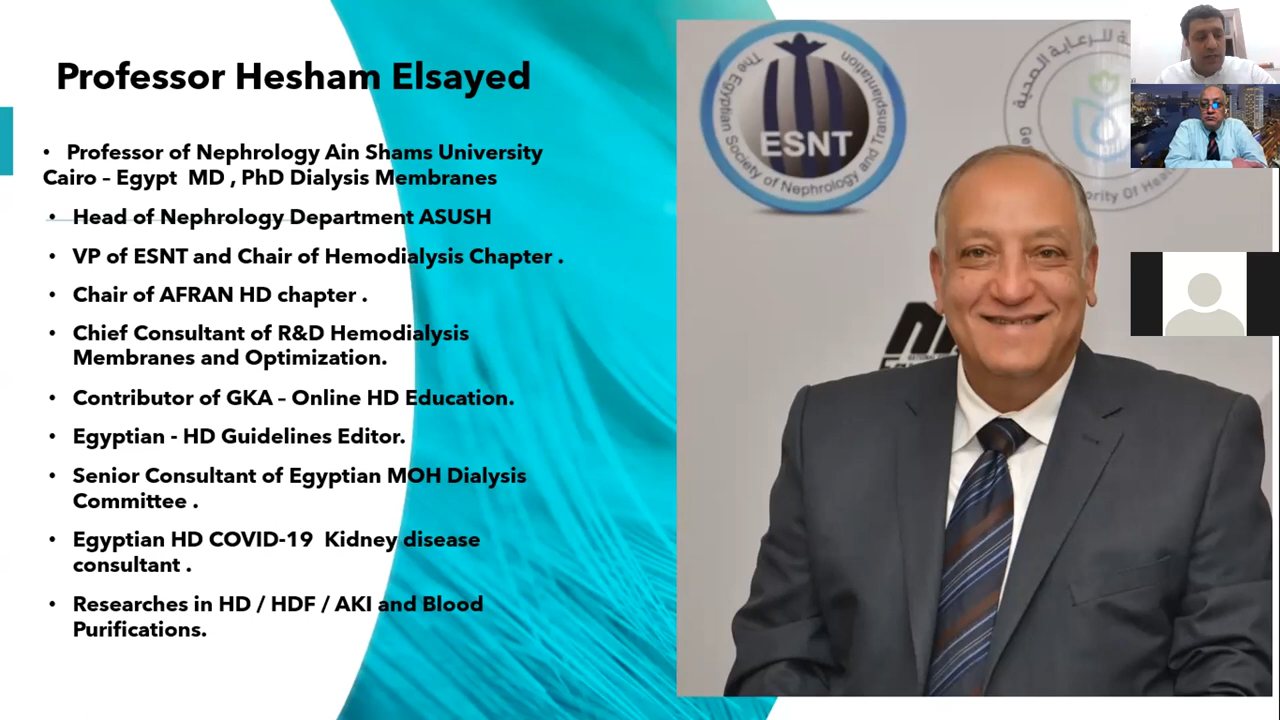 Professor Hesham Elsayed
• Professor of Nephrology Ain Shams University
Cairo – Egypt MD , PhD Dialysis Membranes
• Head of Nephrology Department ASUSH
• VP of ESNT and Chair of Hemodialysis Chapter .
• Chair of AFRAN HD chapter .
• Chief Consultant of R&D Hemodialysis
Membranes and Optimization.
• Contributor of GKA – Online HD Education.
• Egyptian - HD Guidelines Editor.
• Senior Consultant of Egyptian MOH Dialysis
Committee .
• Egyptian HD COVID-19 Kidney disease
consultant .
• Researches in HD / HDF / AKI and Blood
Purifications.
The Egyptian Society of Nephrology and Transplantation
ESNT
للرعاية الصحية
Of